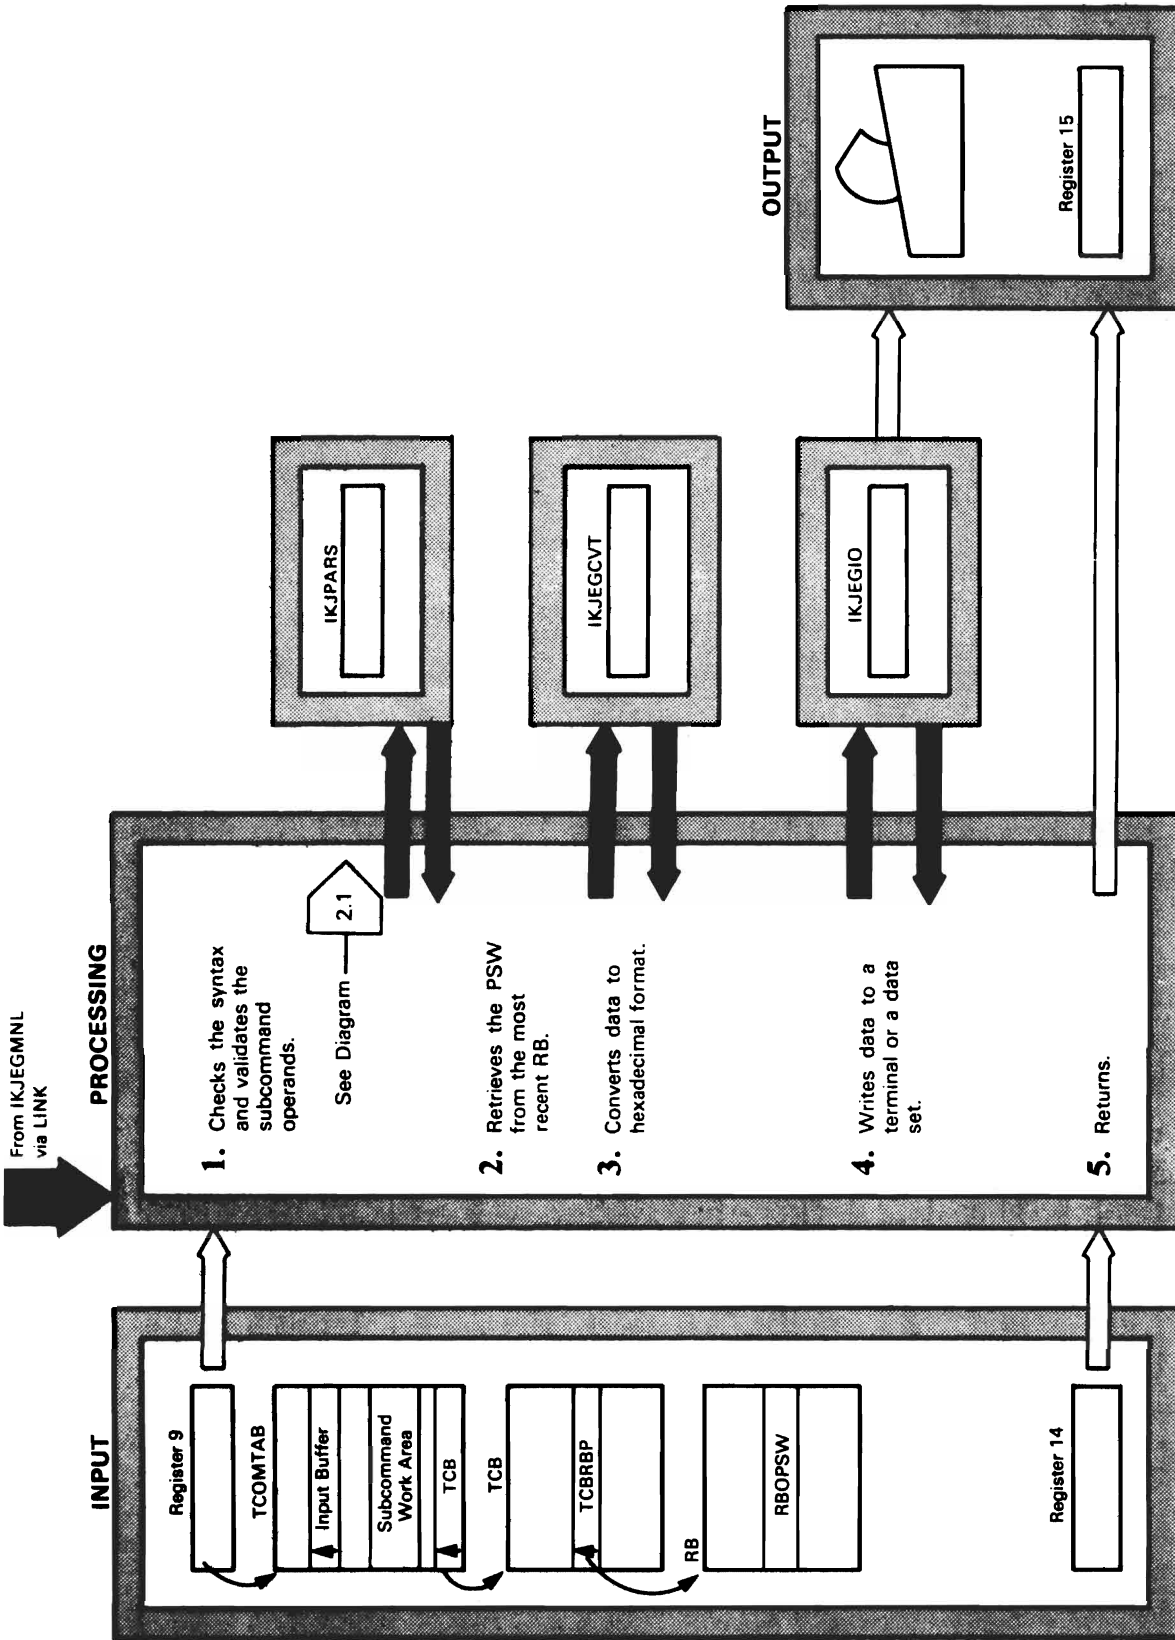 From IKJEGMNL
via LINK
INPUT
Register 9
TCOMTAB
Input Buffer
Subcommand
Work Area
TCB
TCB
TCBRBP
RB
RBOPSW
Register 14
PROCESSING
1. Checks the syntax
and validates the
subcommand
operands.
See Diagram
2.1
2. Retrieves the PSW
from the most
recent RB.
3. Converts data to
hexadecimal format.
4. Writes data to a
terminal or a data
set.
5. Returns.
IKJPARS
IKJEGCVT
IKJEGIO
OUTPUT
Register 15